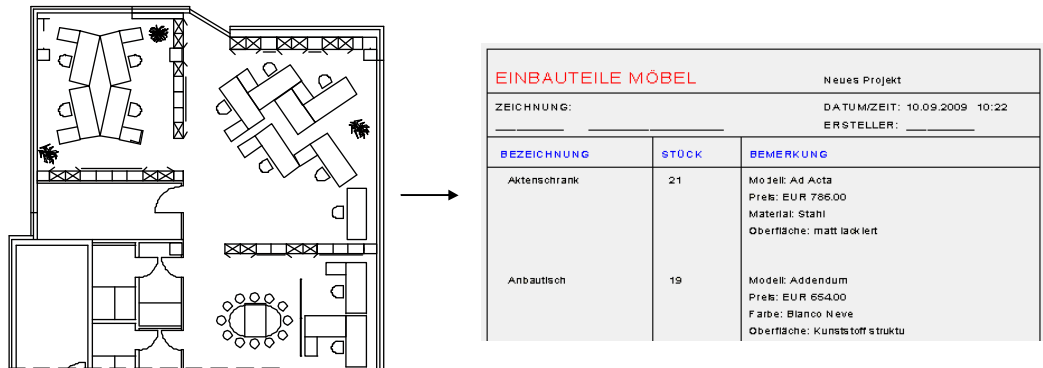 EINBAUTEILE MÖBEL Neues Projekt
ZEICHNUNG: DATUM/ZEIT: 10.09.2009 10:22
ERSTELLER:
BEZEICHNUNG STÜCK BEMERKUNG
Aktenschrank 21 Modell: Ad Acta
Preis: EUR 786.00
Material: Stahl
Oberfläche: matt lackiert
Anbautisch 19 Modell: Addendum
Preis: EUR 654.00
Farbe: Bianco Neve
Oberfläche: Kunststoff struktu